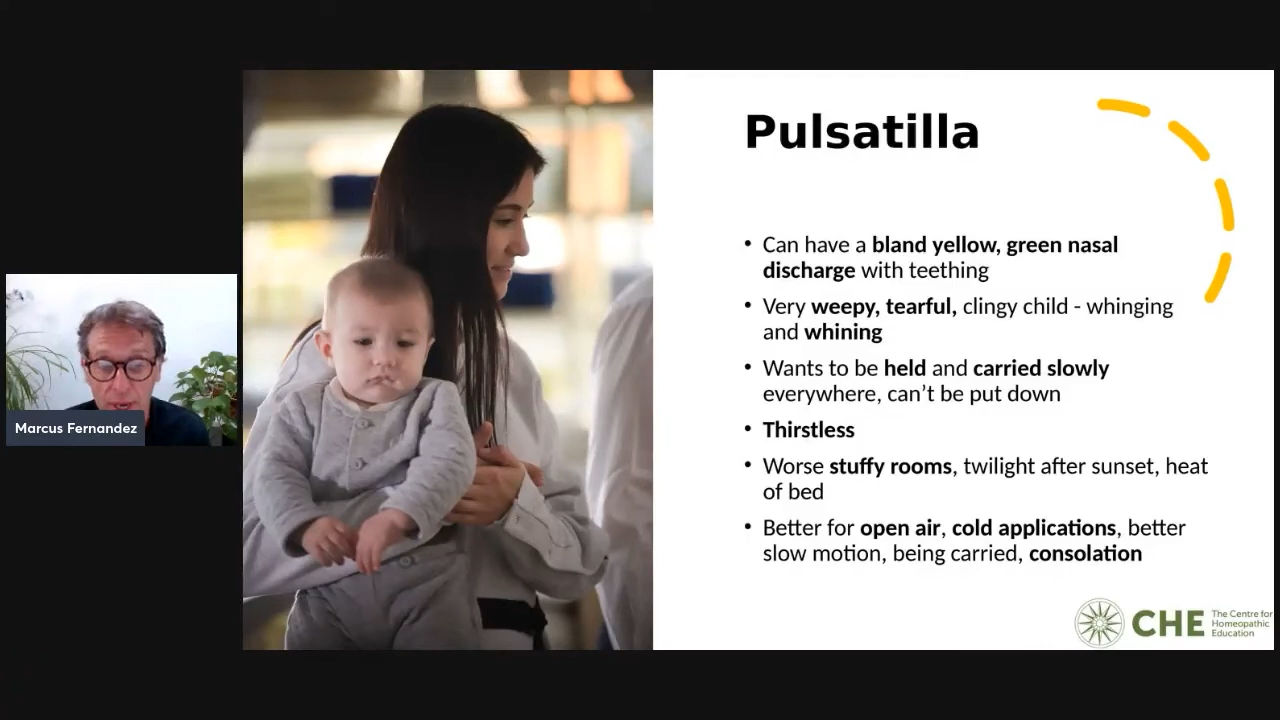 Pulsatilla
• Can have a bland yellow, green nasal
discharge with teething
• Very weepy, tearful, clingy child - whinging
and whining
• Wants to be held and carried slowly
everywhere, can’t be put down
• Thirstless
• Worse stuffy rooms, twilight after sunset, heat
of bed
• Better for open air, cold applications, better
slow motion, being carried, consolation
Marcus Fernandez
CHE
The Centre for
Homeopathic
Education